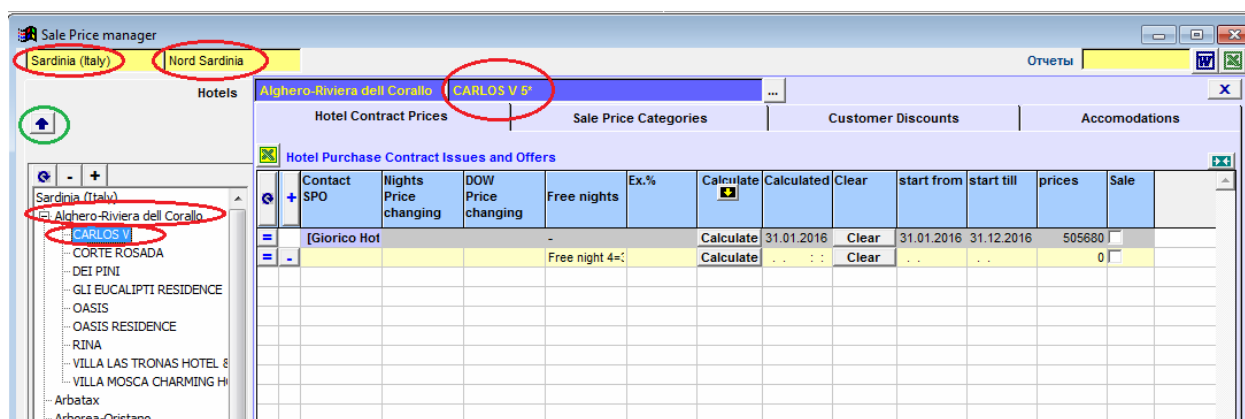 Sale Price manager
Sardinia (Italy) Nord Sardinia Отчеты
Hotels
Alghero-Riviera dell Corallo CARLOS V 5* ... X
Hotel Contract Prices Sale Price Categories Customer Discounts Accomodations
Hotel Purchase Contract Issues and Offers
- +
Sardinia (Italy)
Alghero-Riviera dell Corallo
CARLOS V
CORTE ROSADA
DEI PINI
GLI EUCALIPTI RESIDENCE
OASIS
OASIS RESIDENCE
RINA
VILLA LAS TRONAS HOTEL &
VILLA MOSCA CHARMING H
Arbatax
Arborea-Oristano
+ Contact SPO Nights Price changing DOW Price changing Free nights Ex.% Calculate Calculated Clear start from start till prices Sale
= [Giorico Hot - Calculate 31.01.2016 Clear 31.01.2016 31.12.2016 505680
= - Free night 4=3 Calculate . . : : Clear . . . . 0